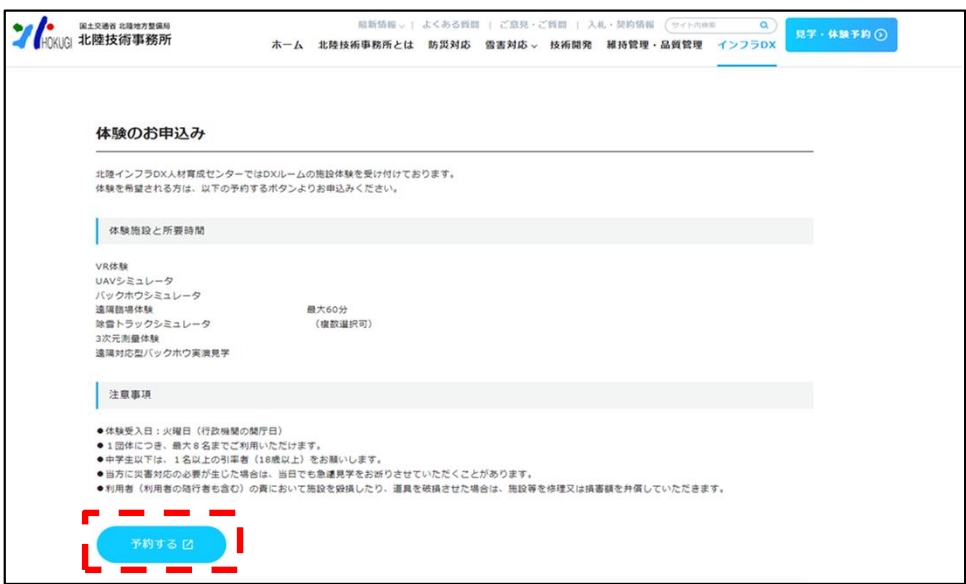 HOKUGI
国土交通省 北陸地方整備局
北陸技術事務所
最新情報 | よくある質問 | ご意見・ご質問 | 入札・契約情報
サイト内検索
ホーム 北陸技術事務所とは 防災対応 雪害対応 技術開発 維持管理・品質管理 インフラDX
見学・体験予約
体験のお申込み
北陸インフラDX人材育成センターではDXルームの施設体験を受け付けております。
体験を希望される方は、以下の予約するボタンよりお申込みください。
体験施設と所要時間
VR体験
UAVシミュレータ
バックホウシミュレータ
遠隔臨場体験 最大60分
除雪トラックシミュレータ （複数選択可）
3次元測量体験
遠隔対応型バックホウ実演見学
注意事項
●体験受入日：火曜日（行政機関の開庁日）
●１団体につき、最大８名までご利用いただけます。
●中学生以下は、１名以上の引率者（18歳以上）をお願いします。
●当方に災害対応の必要が生じた場合は、当日でも急遽見学をお断りさせていただくことがあります。
●利用者（利用者の随行者も含む）の責において施設を毀損したり、道具を破損させた場合は、施設等を修理又は損害額を弁償していただきます。
予約する